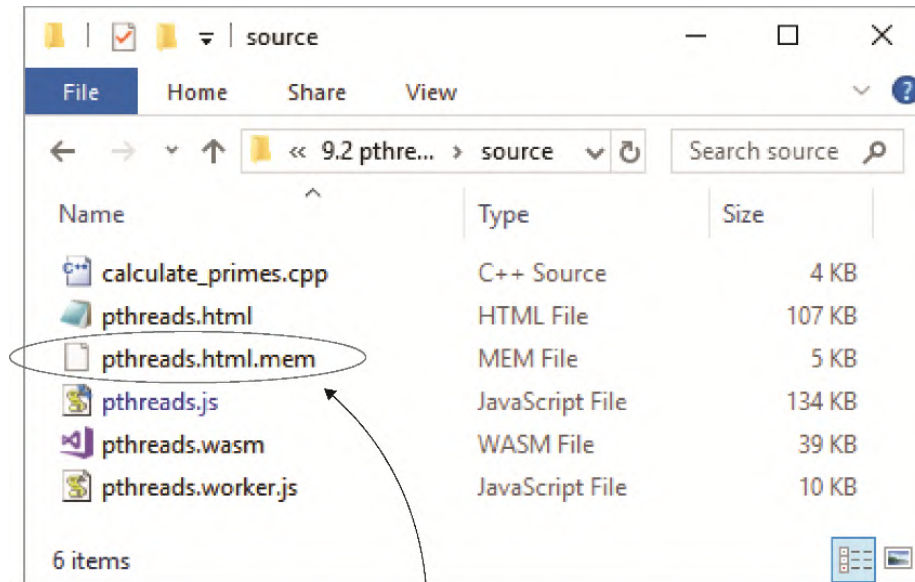 source
File Home Share View ?
« 9.2 pthre... > source Search source
Name Type Size
C++ calculate_primes.cpp C++ Source 4 KB
pthreads.html HTML File 107 KB
pthreads.html.mem MEM File 5 KB
pthreads.js JavaScript File 134 KB
pthreads.wasm WASM File 39 KB
pthreads.worker.js JavaScript File 10 KB
6 items